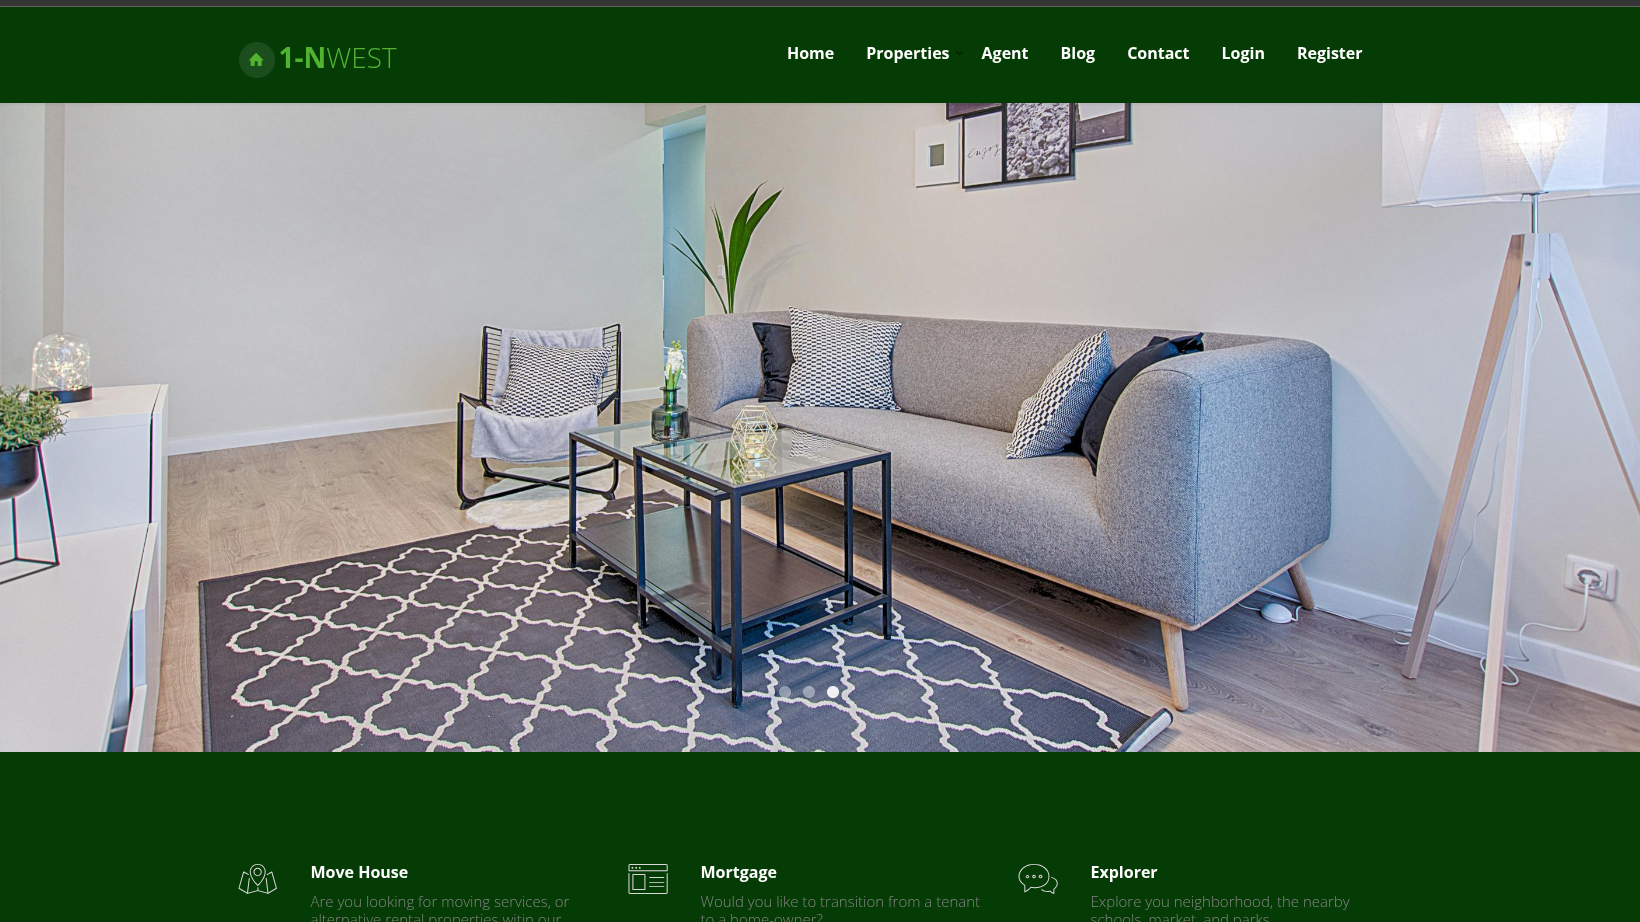 1-NWEST
Home Properties Agent Blog Contact Login Register
enjoy
Move House
Are you looking for moving services, or
alternative rental properties witin our
Mortgage
Would you like to transition from a tenant
to a home-owner?
Explorer
Explore you neighborhood, the nearby
schools, market, and parks